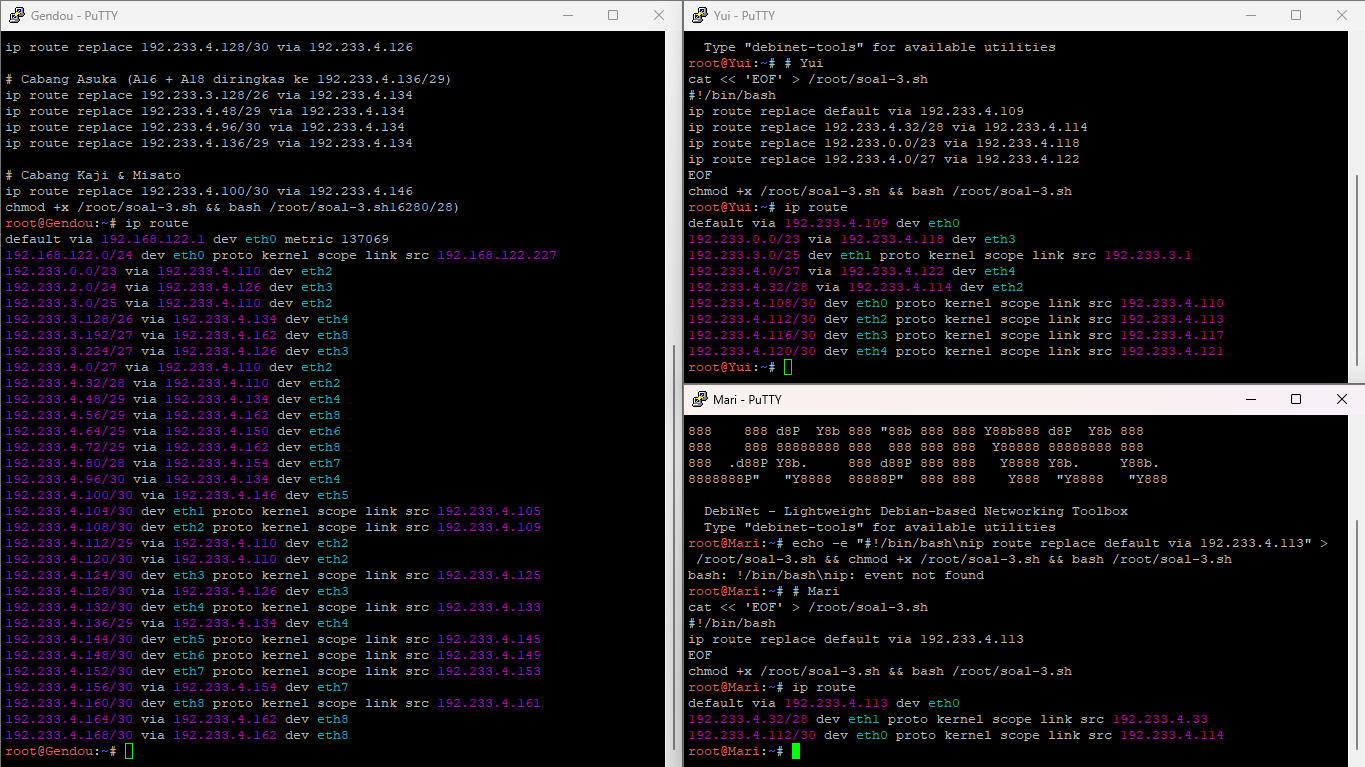 Gendou - PuTTY
ip route replace 192.233.4.128/30 via 192.233.4.126
# Cabang Asuka (A16 + A18 diringkas ke 192.233.4.136/29)
ip route replace 192.233.3.128/26 via 192.233.4.134
ip route replace 192.233.4.48/29 via 192.233.4.134
ip route replace 192.233.4.96/30 via 192.233.4.134
ip route replace 192.233.4.136/29 via 192.233.4.134
# Cabang Kaji & Misato
ip route replace 192.233.4.100/30 via 192.233.4.146
chmod +x /root/soal-3.sh && bash /root/soal-3.sh16280/28)
root@Gendou:~# ip route
default via 192.168.122.1 dev eth0 metric 137069
192.168.122.0/24 dev eth0 proto kernel scope link src 192.168.122.227
192.233.0.0/23 via 192.233.4.110 dev eth2
192.233.2.0/24 via 192.233.4.126 dev eth3
192.233.3.0/25 via 192.233.4.110 dev eth2
192.233.3.128/26 via 192.233.4.134 dev eth4
192.233.3.192/27 via 192.233.4.162 dev eth8
192.233.3.224/27 via 192.233.4.126 dev eth3
192.233.4.0/27 via 192.233.4.110 dev eth2
192.233.4.32/28 via 192.233.4.110 dev eth2
192.233.4.48/29 via 192.233.4.134 dev eth4
192.233.4.56/29 via 192.233.4.162 dev eth8
192.233.4.64/29 via 192.233.4.150 dev eth6
192.233.4.72/29 via 192.233.4.162 dev eth8
192.233.4.80/28 via 192.233.4.154 dev eth7
192.233.4.96/30 via 192.233.4.134 dev eth4
192.233.4.100/30 via 192.233.4.146 dev eth5
192.233.4.104/30 dev eth1 proto kernel scope link src 192.233.4.105
192.233.4.108/30 dev eth2 proto kernel scope link src 192.233.4.109
192.233.4.112/29 via 192.233.4.110 dev eth2
192.233.4.120/30 via 192.233.4.110 dev eth2
192.233.4.124/30 dev eth3 proto kernel scope link src 192.233.4.125
192.233.4.128/30 via 192.233.4.126 dev eth3
192.233.4.132/30 dev eth4 proto kernel scope link src 192.233.4.133
192.233.4.136/29 via 192.233.4.134 dev eth4
192.233.4.144/30 dev eth5 proto kernel scope link src 192.233.4.145
192.233.4.148/30 dev eth6 proto kernel scope link src 192.233.4.149
192.233.4.152/30 dev eth7 proto kernel scope link src 192.233.4.153
192.233.4.156/30 via 192.233.4.154 dev eth7
192.233.4.160/30 dev eth8 proto kernel scope link src 192.233.4.161
192.233.4.164/30 via 192.233.4.162 dev eth8
192.233.4.168/30 via 192.233.4.162 dev eth8
root@Gendou:~#
Yui - PuTTY
Type "debinet-tools" for available utilities
root@Yui:~# # Yui
cat << 'EOF' > /root/soal-3.sh
#!/bin/bash
ip route replace default via 192.233.4.109
ip route replace 192.233.4.32/28 via 192.233.4.114
ip route replace 192.233.0.0/23 via 192.233.4.118
ip route replace 192.233.4.0/27 via 192.233.4.122
EOF
chmod +x /root/soal-3.sh && bash /root/soal-3.sh
root@Yui:~# ip route
default via 192.233.4.109 dev eth0
192.233.0.0/23 via 192.233.4.118 dev eth3
192.233.3.0/25 dev eth1 proto kernel scope link src 192.233.3.1
192.233.4.0/27 via 192.233.4.122 dev eth4
192.233.4.32/28 via 192.233.4.114 dev eth2
192.233.4.108/30 dev eth0 proto kernel scope link src 192.233.4.110
192.233.4.112/30 dev eth2 proto kernel scope link src 192.233.4.113
192.233.4.116/30 dev eth3 proto kernel scope link src 192.233.4.117
192.233.4.120/30 dev eth4 proto kernel scope link src 192.233.4.121
root@Yui:~#
Mari - PuTTY
888    888 d8P  Y8b 888 "88b 888 888 Y88b888 d8P  Y8b 888
888    888 88888888 888  888 888 888  Y88888 88888888 888
888  .d88P Y8b.     888 d88P 888 888   Y8888 Y8b.     Y88b.
8888888P"   "Y8888  88888P"  888 888    Y888  "Y8888   "Y888
DebiNet - Lightweight Debian-based Networking Toolbox
Type "debinet-tools" for available utilities
root@Mari:~# echo -e "#!/bin/bash\nip route replace default via 192.233.4.113" >
/root/soal-3.sh && chmod +x /root/soal-3.sh && bash /root/soal-3.sh
bash: !/bin/bash\nip: event not found
root@Mari:~# # Mari
cat << 'EOF' > /root/soal-3.sh
#!/bin/bash
ip route replace default via 192.233.4.113
EOF
chmod +x /root/soal-3.sh && bash /root/soal-3.sh
root@Mari:~# ip route
default via 192.233.4.113 dev eth0
192.233.4.32/28 dev eth1 proto kernel scope link src 192.233.4.33
192.233.4.112/30 dev eth0 proto kernel scope link src 192.233.4.114
root@Mari:~#